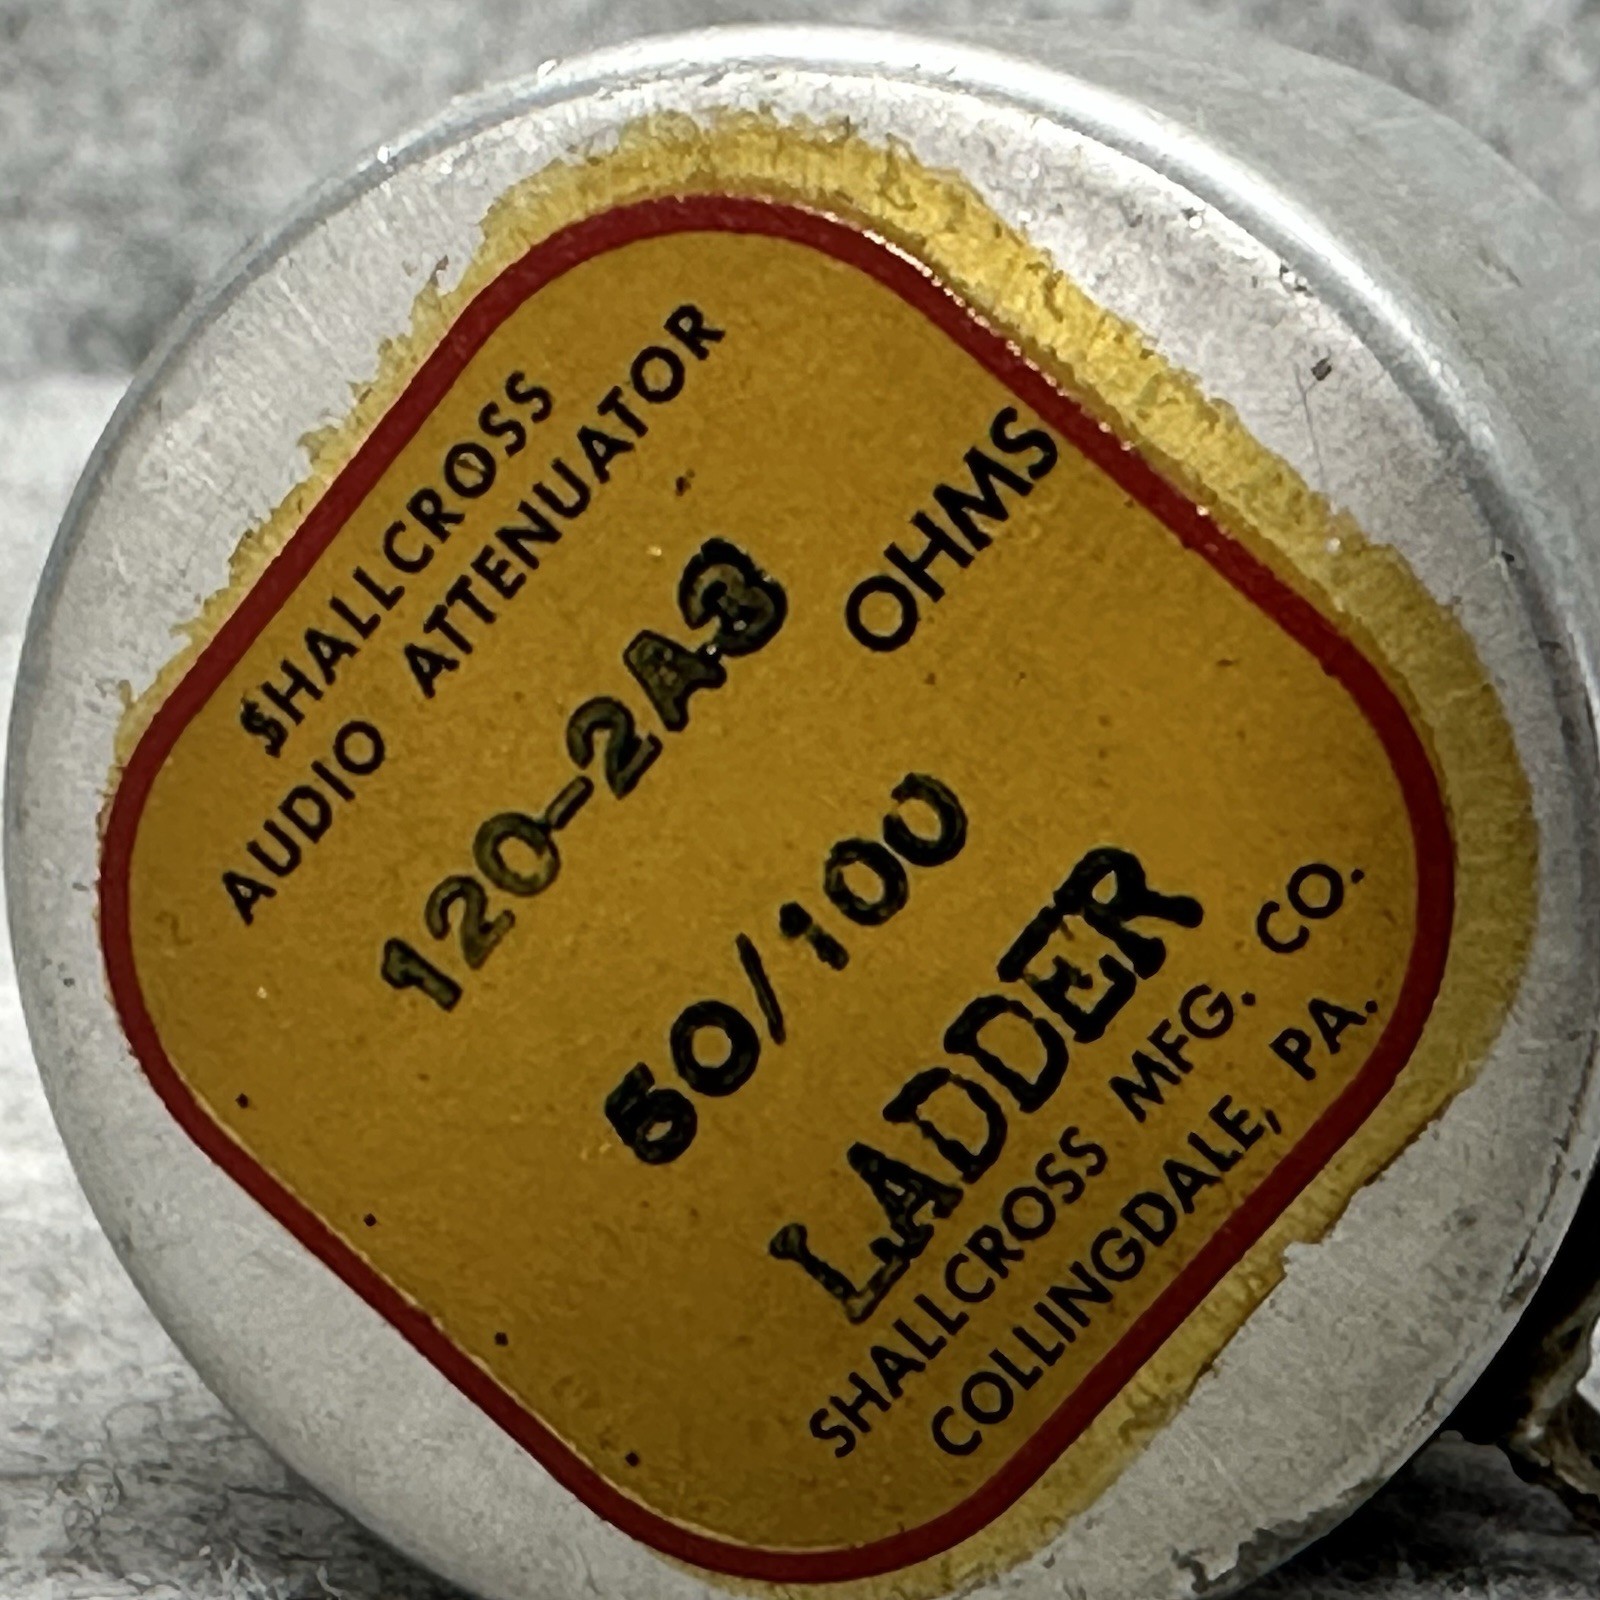 SHALLCROSS
AUDIO ATTENUATOR
120-2A3
OHMS
50/100
LADDER
SHALLCROSS MFG. CO.
COLLINGDALE, PA.